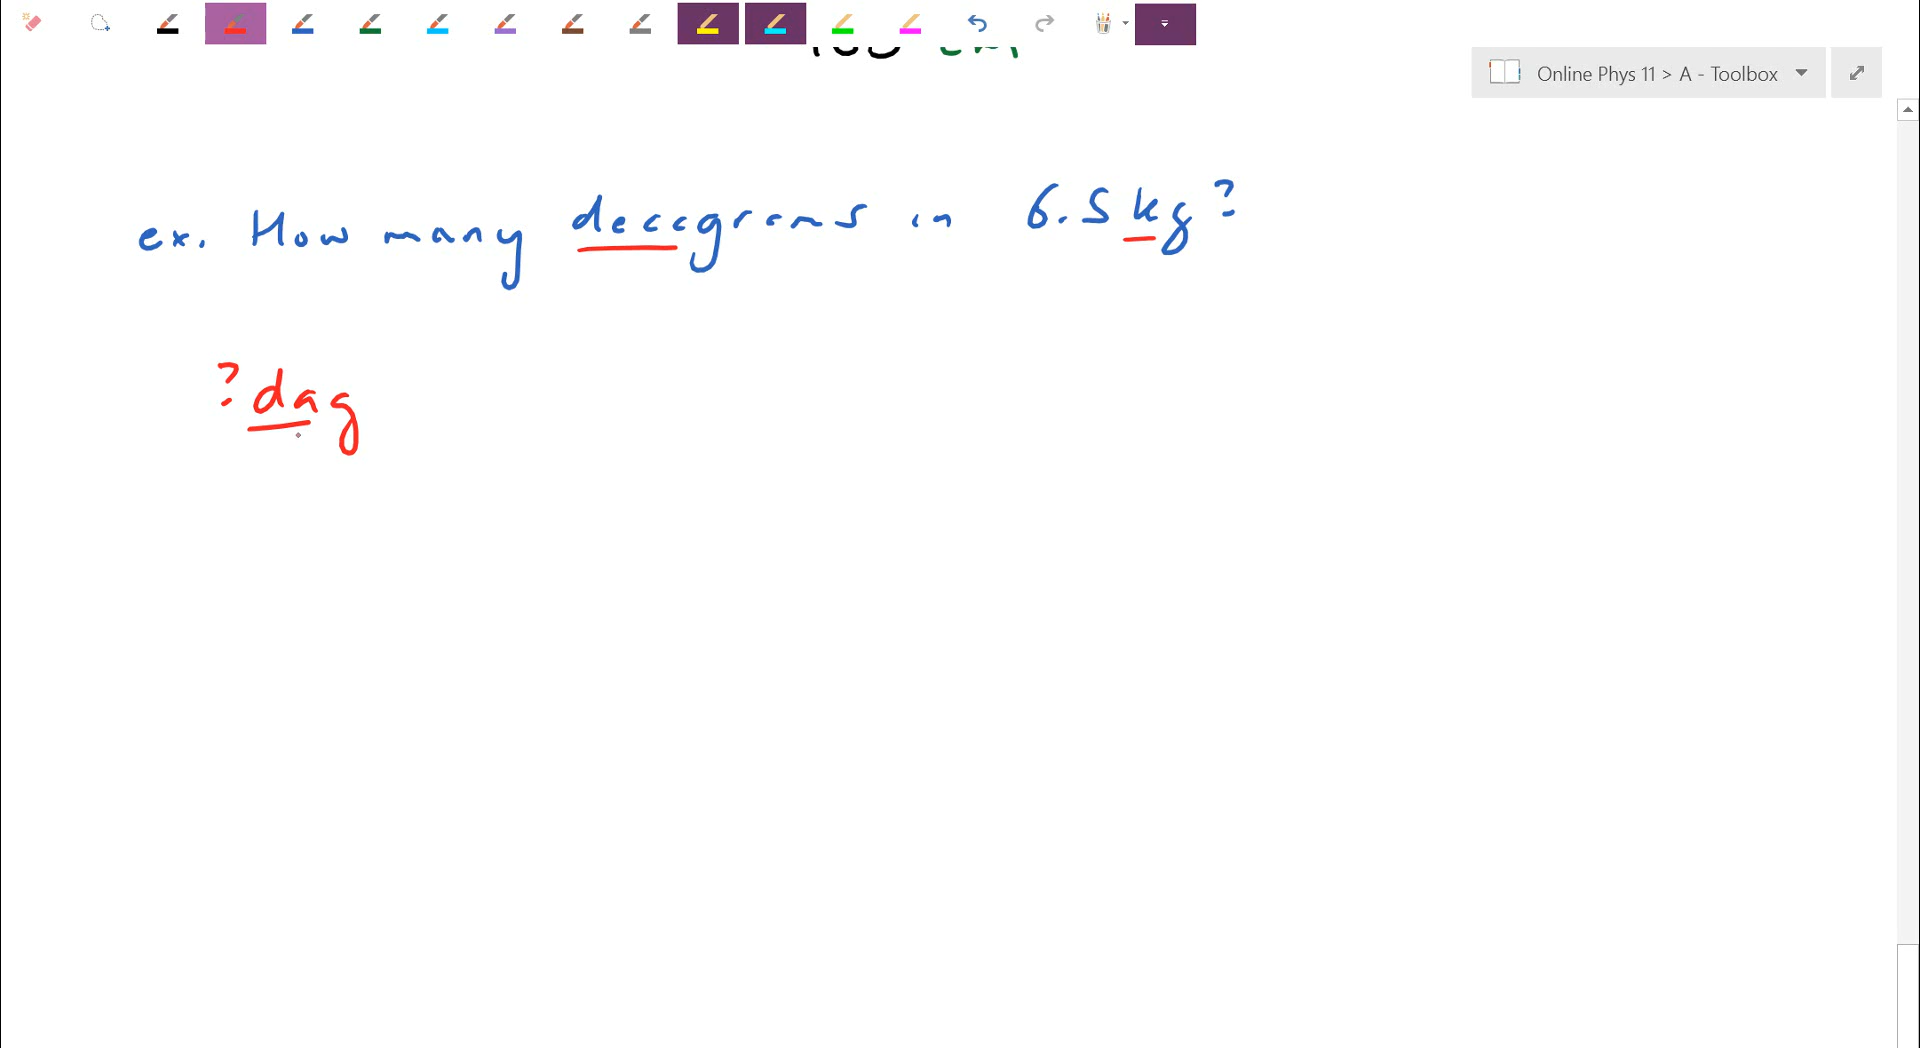 Online Phys 11 > A - Toolbox
ex. How many decagrams in 6.5 kg?
? dag